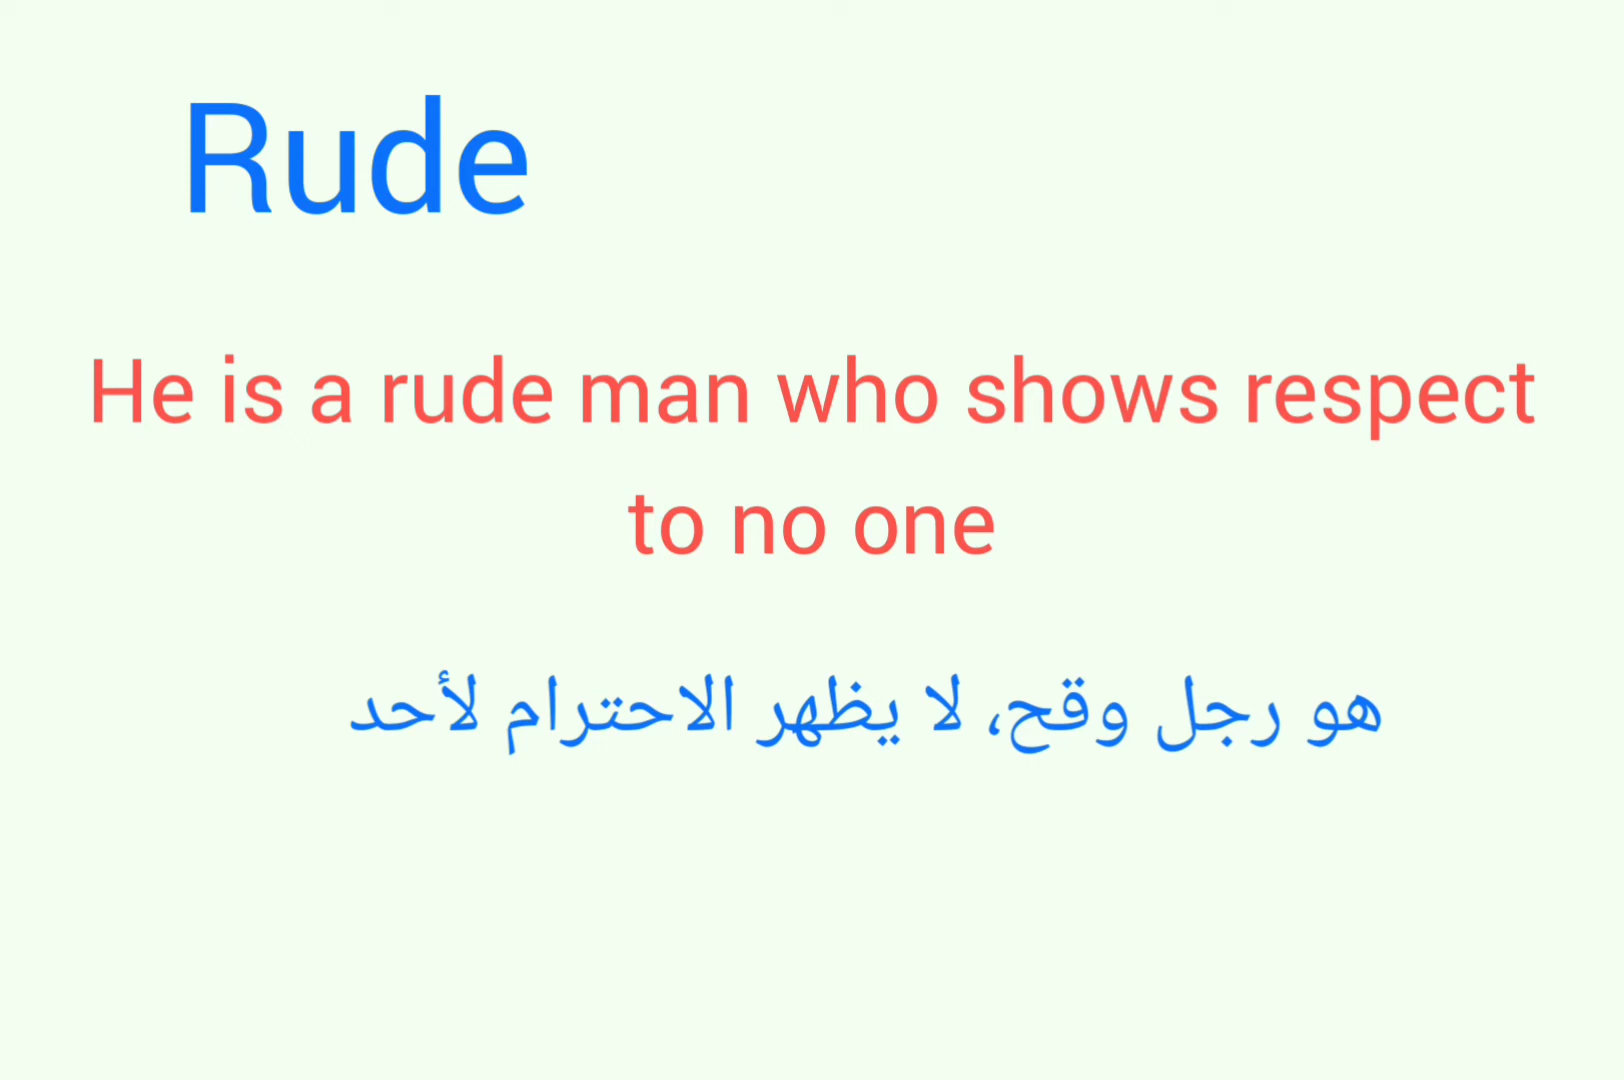 Rude
He is a rude man who shows respect
to no one
هو رجل وقح، لا يظهر الاحترام لأحد